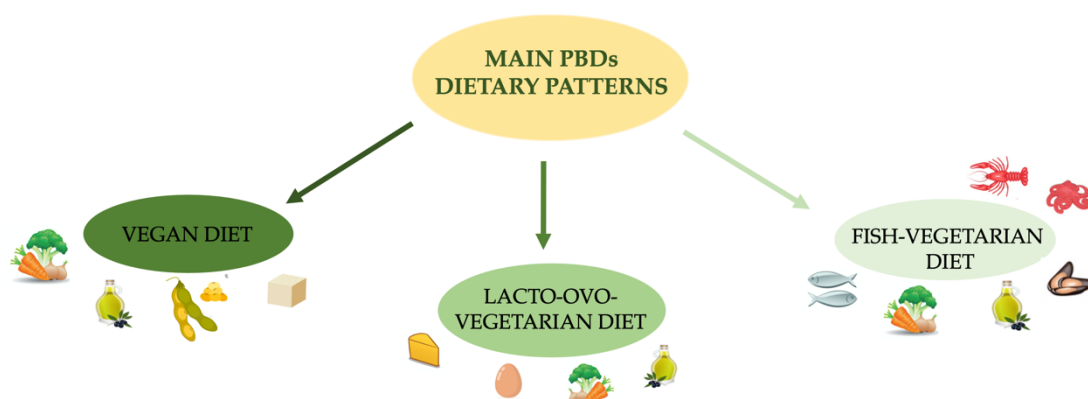 MAIN PBDs
DIETARY PATTERNS
VEGAN DIET
LACTO-OVO-
VEGETARIAN DIET
FISH-VEGETARIAN
DIET